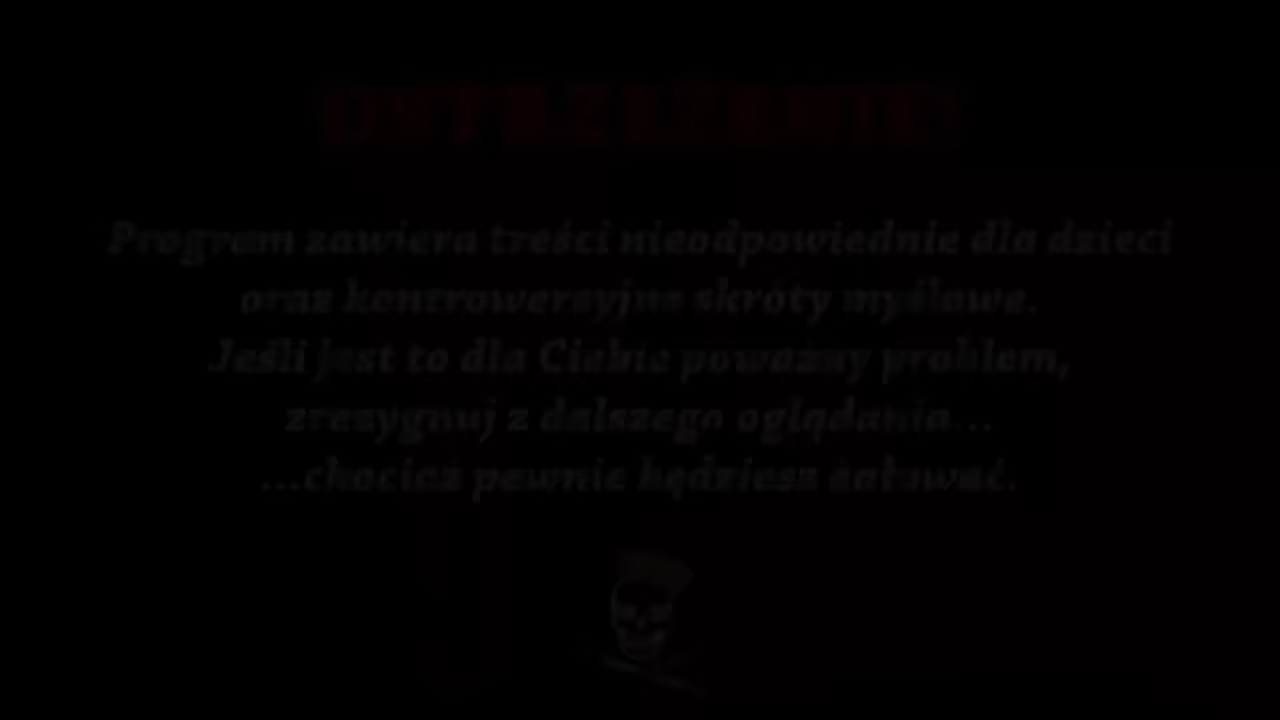 OSTRZEŻENIE!
Program zawiera treści nieodpowiednie dla dzieci
oraz kontrowersyjne skróty myślowe.
Jeśli jest to dla Ciebie poważny problem,
zrezygnuj z dalszego oglądania...
...chociaż pewnie będziesz żałować.